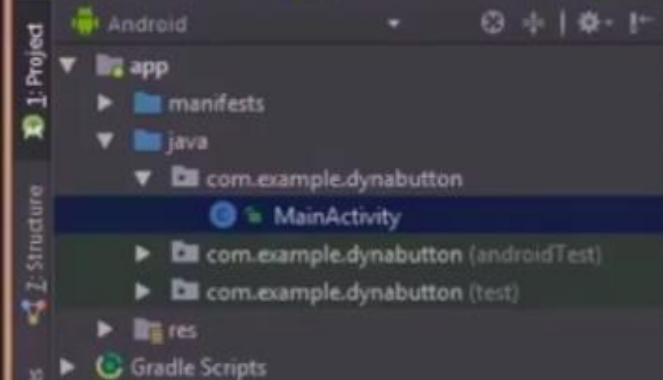 Android
1: Project
app
manifests
java
com.example.dynabutton
MainActivity
Z: Structure
com.example.dynabutton (androidTest)
com.example.dynabutton (test)
res
Gradle Scripts